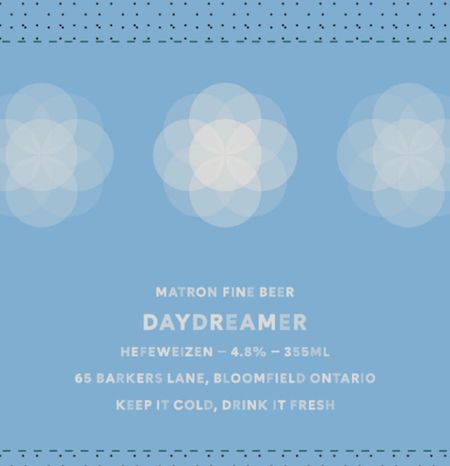 MATRON FINE BEER
DAYDREAMER
HEFEWEIZEN – 4.8% – 355ML
65 BARKERS LANE, BLOOMFIELD ONTARIO
KEEP IT COLD, DRINK IT FRESH